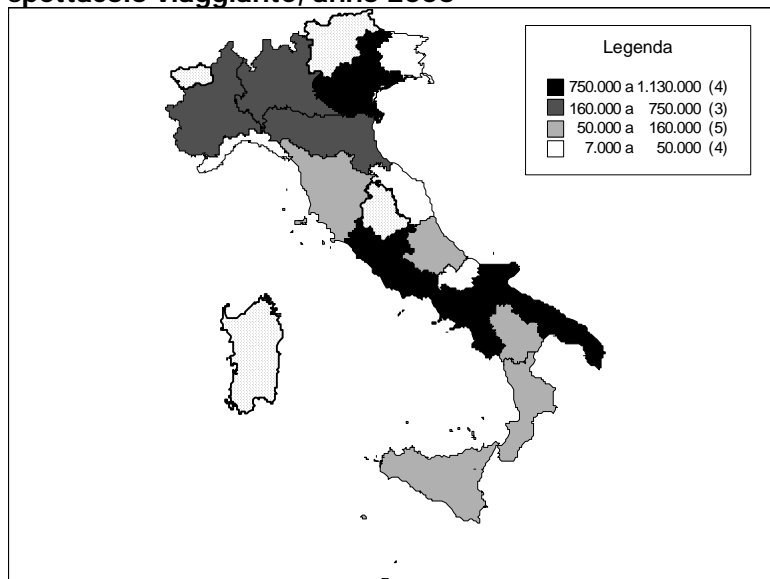 spettacolo viaggiante, anno
Legenda
750.000 a 1.130.000 (4)
160.000 a 750.000 (3)
50.000 a 160.000 (5)
7.000 a 50.000 (4)